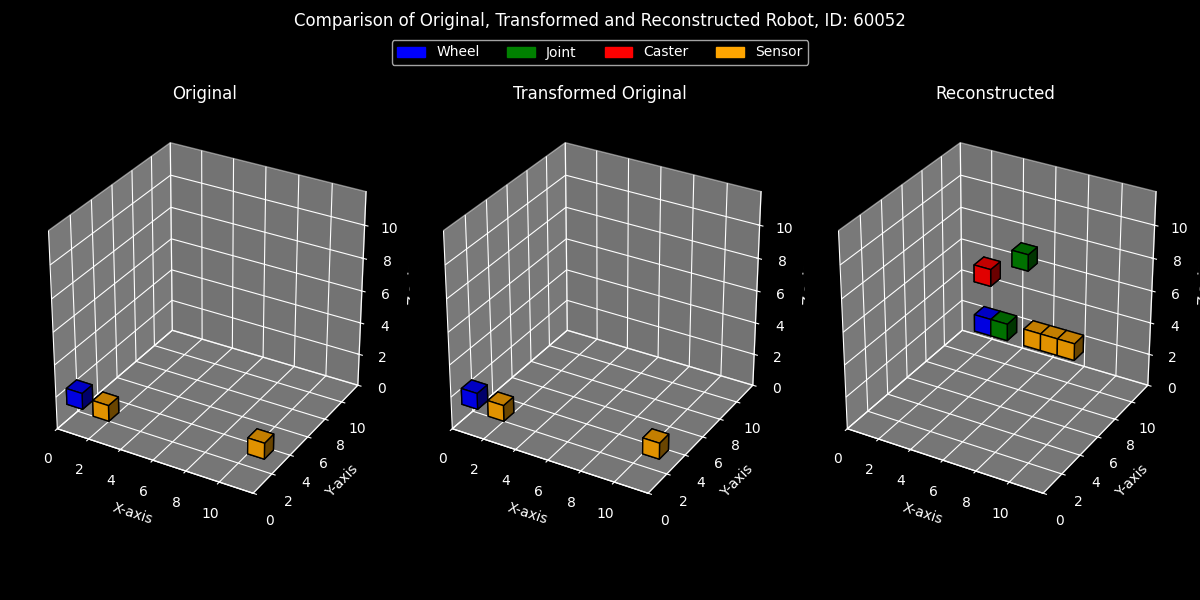 Comparison of Original, Transformed and Reconstructed Robot, ID: 60052
Wheel Joint Caster Sensor
Original
Transformed Original
Reconstructed
10
8
6
4
2
0
0 2 4 6 8 10
X-axis
0 2 4 6 8 10
Y-axis
10
8
6
4
2
0
0 2 4 6 8 10
X-axis
0 2 4 6 8 10
Y-axis
10
8
6
4
2
0
0 2 4 6 8 10
X-axis
0 2 4 6 8 10
Y-axis